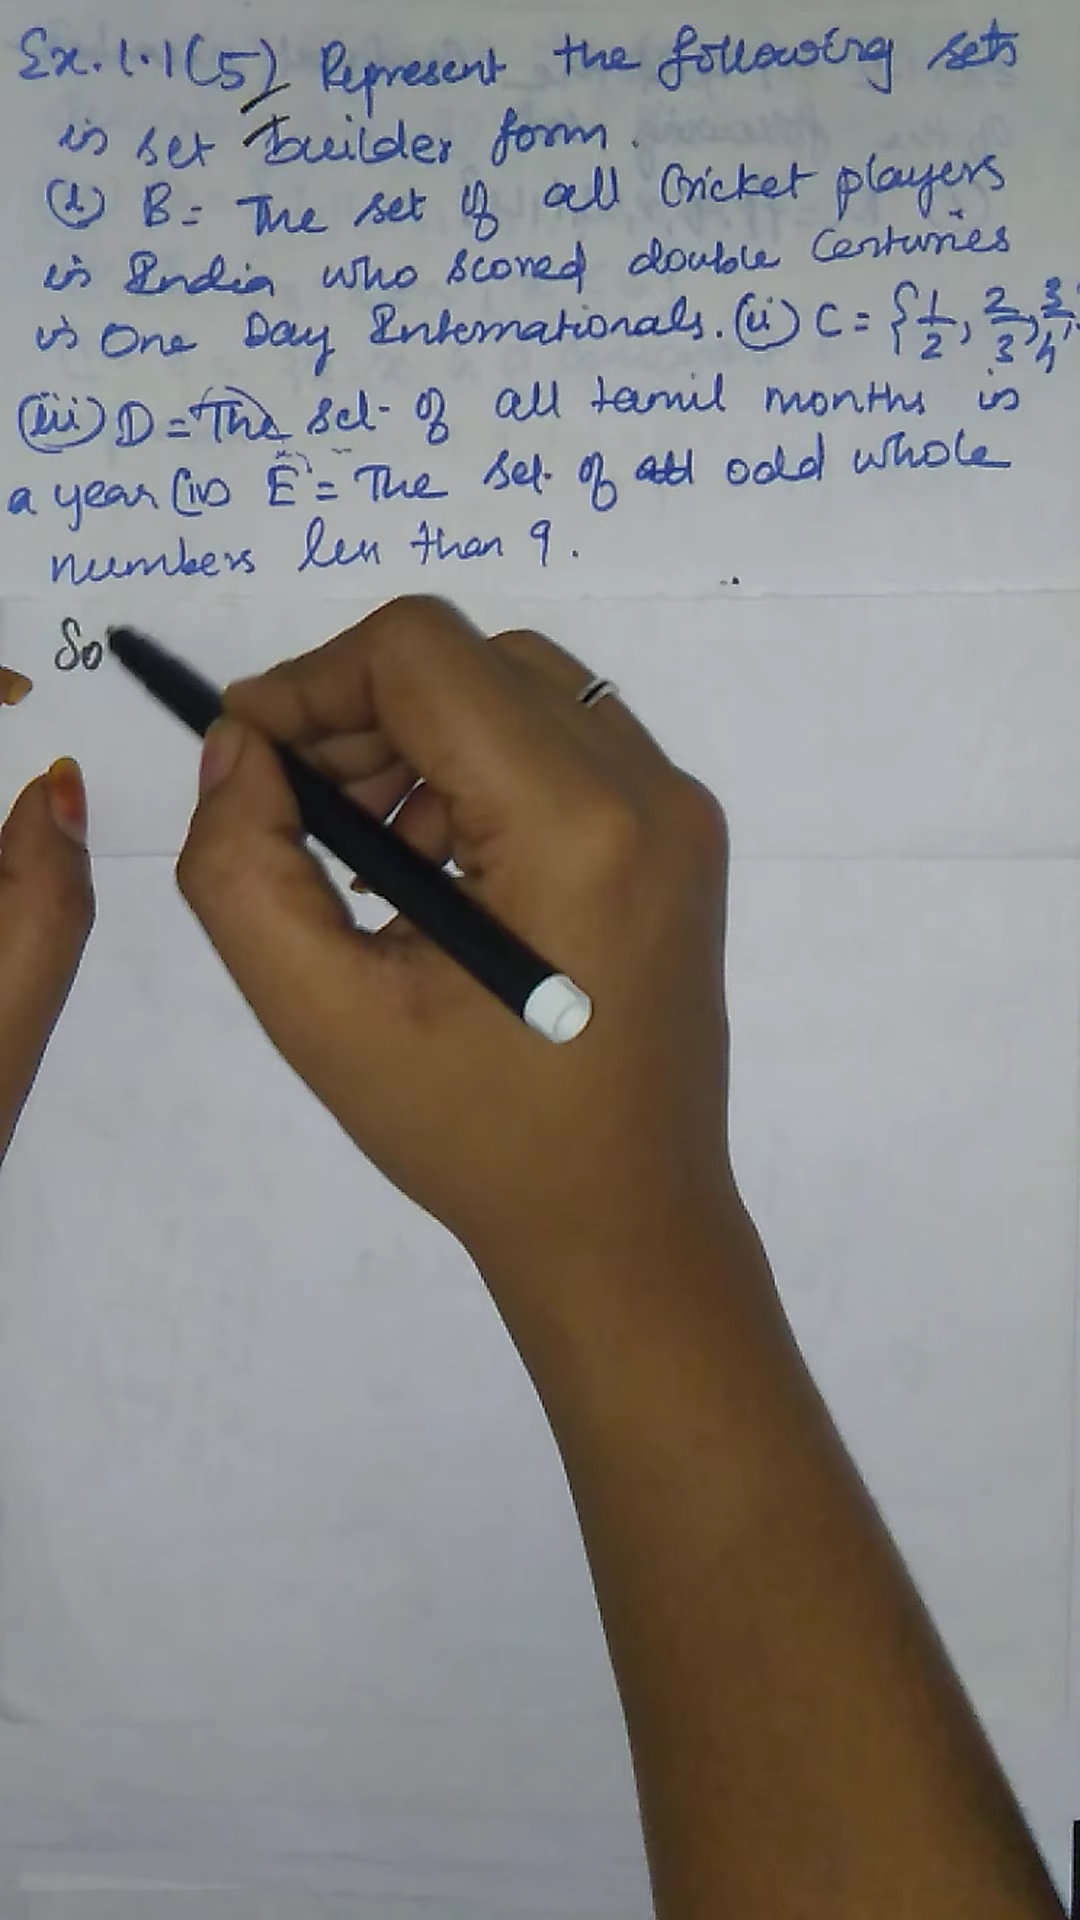 Ex. 1.1(5) Represent the following sets
in set builder form.
(i) B = The set of all Cricket players
in India who scored double Centuries
in One Day Internationals. (ii) C = {1/2, 2/3, 3/4,
(iii) D = The set of all tamil months in
a year (iv) E = The set of odd whole
numbers less than 9.
So